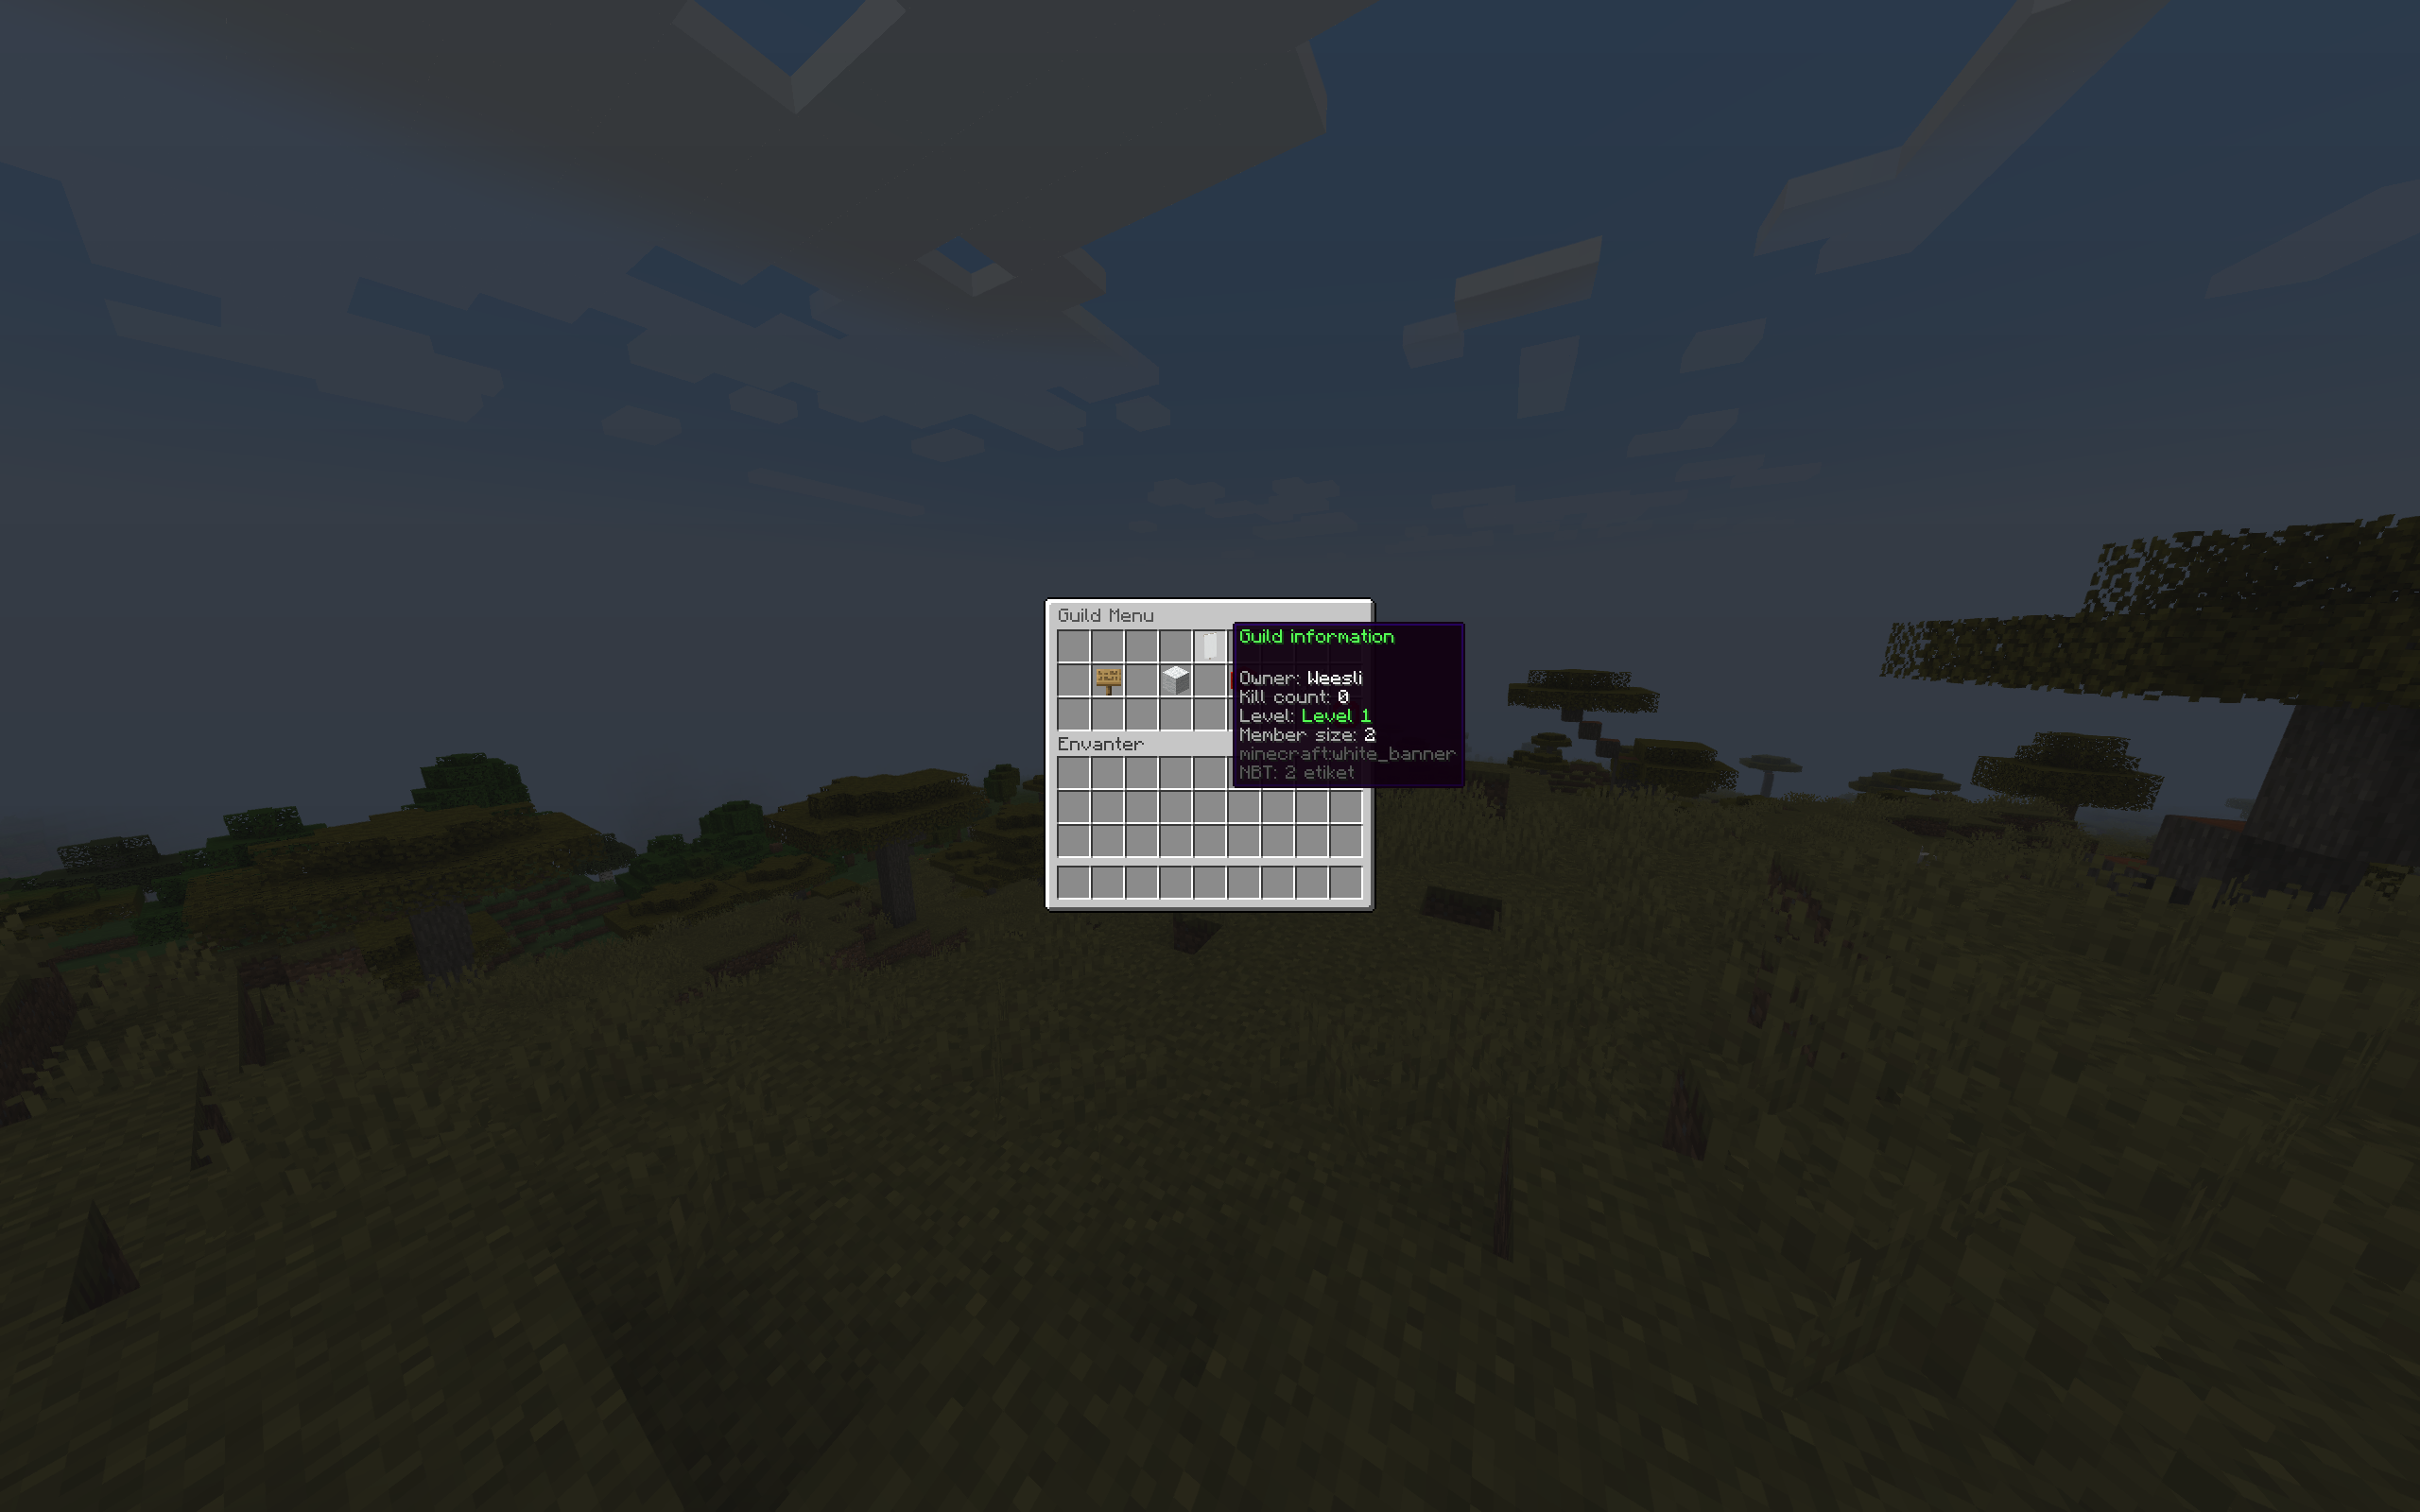 Guild Menu
Guild information
Owner: Weesli
Kill count: 0
Level: Level 1
Member size: 2
minecraft:white_banner
NBT: 2 etiket
Envanter